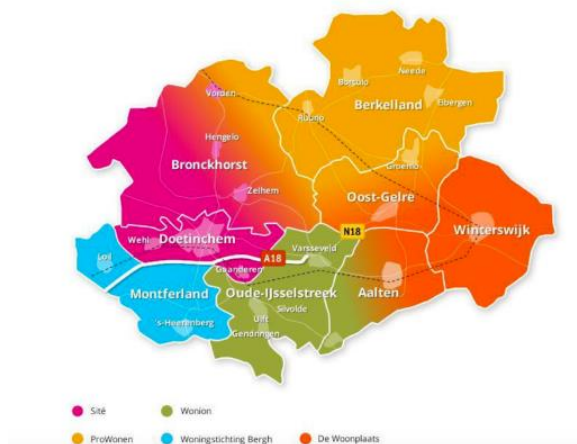 Neede
Borculo
Vorden
Berkelland
Eibergen
Ruurlo
Hengelo
Groenlo
Bronckhorst
Zelhem
Oost-Gelre
Winterswijk
N18
Wehl
Doetinchem
Varsseveld
A18
Gaanderen
Montferland
Oude-IJsselstreek
Aalten
Silvolde
Ulft
s-Heerenberg
Gendringen
Sité
Wonion
ProWonen
Woningstichting Bergh
De Woonplaats